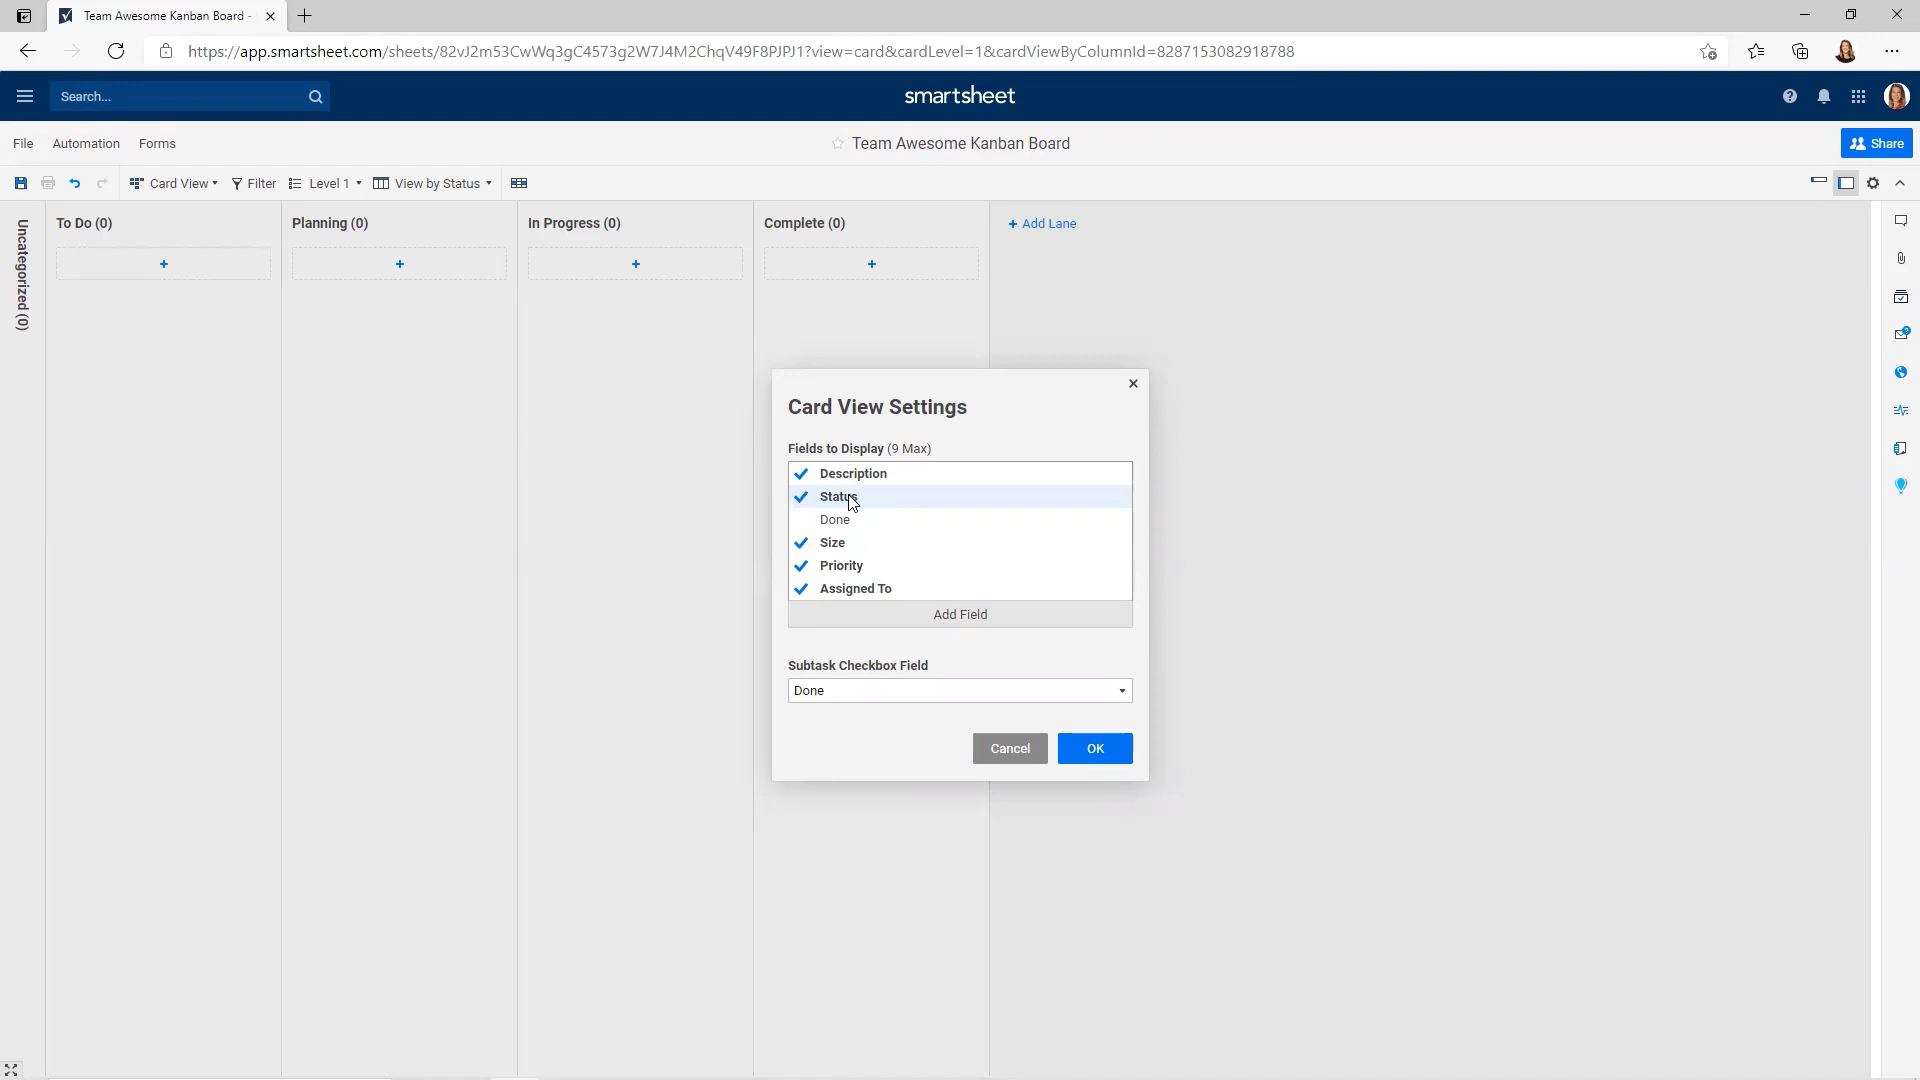 Team Awesome Kanban Board -
https://app.smartsheet.com/sheets/82vJ2m53CwWq3gC4573g2W7J4M2ChqV49F8PJPJ1?view=card&cardLevel=1&cardViewByColumnId=8287153082918788
Search...
smartsheet
File
Automation
Forms
Team Awesome Kanban Board
Share
Card View
Filter
Level 1
View by Status
Uncategorized (0)
To Do (0)
Planning (0)
In Progress (0)
Complete (0)
+ Add Lane
+
+
+
+
Card View Settings
Fields to Display (9 Max)
Description
Status
Done
Size
Priority
Assigned To
Add Field
Subtask Checkbox Field
Done
Cancel
OK